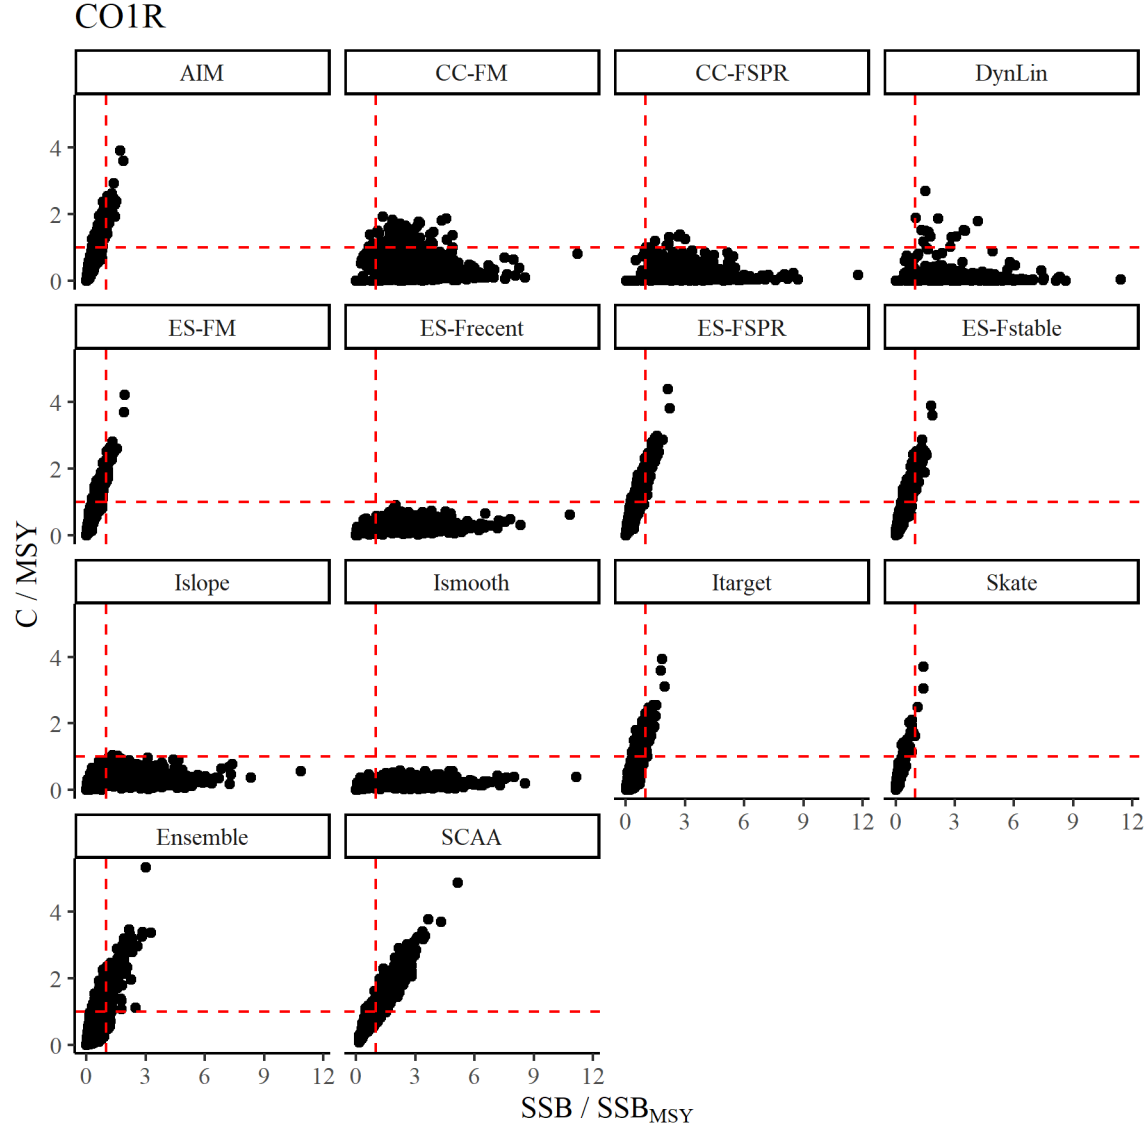 CO1R
AIM CC-FM CC-FSPR DynLin
4
2
0
ES-FM ES-Frecent ES-FSPR ES-Fstable
4
2
0
Islope Ismooth Itarget Skate
4
2
0
0 3 6 9 12 0 3 6 9 12
Ensemble SCAA
4
2
0
0 3 6 9 12 0 3 6 9 12
C / MSY
SSB / SSBMSY